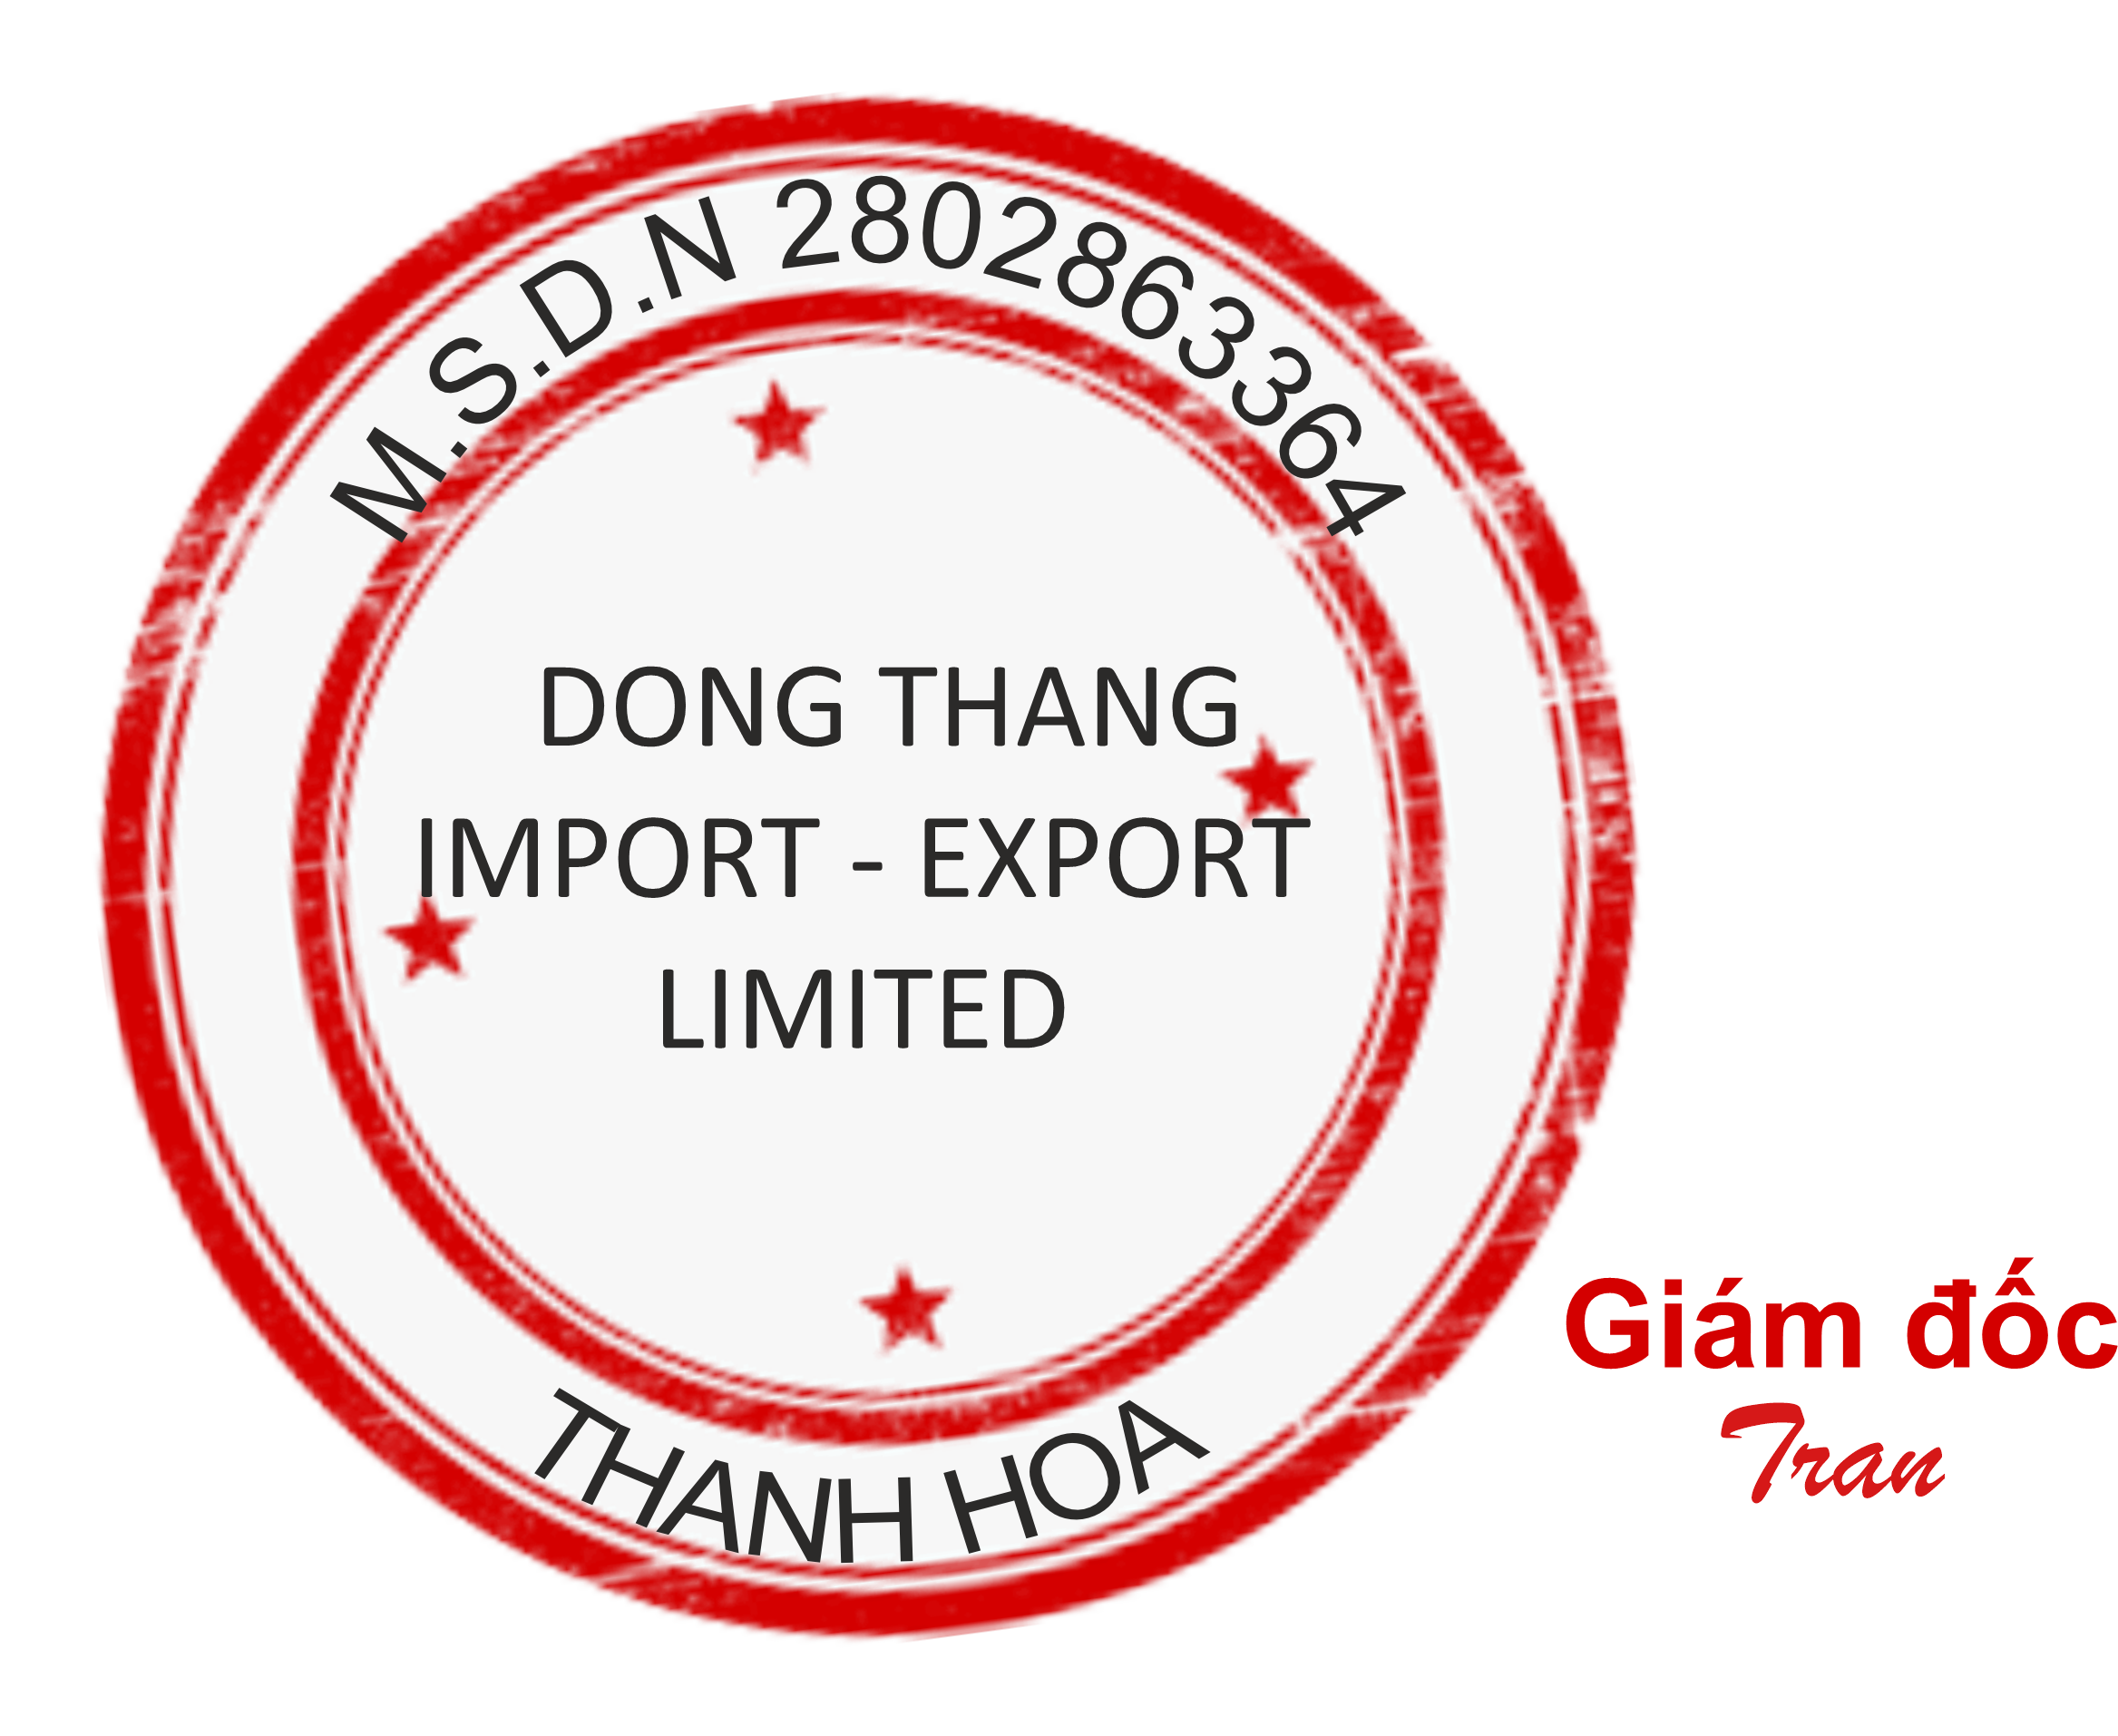 M.S.D.N 2802863364
DONG THANG
IMPORT - EXPORT
LIMITED
THANH HOA
Giám đốc
Tran